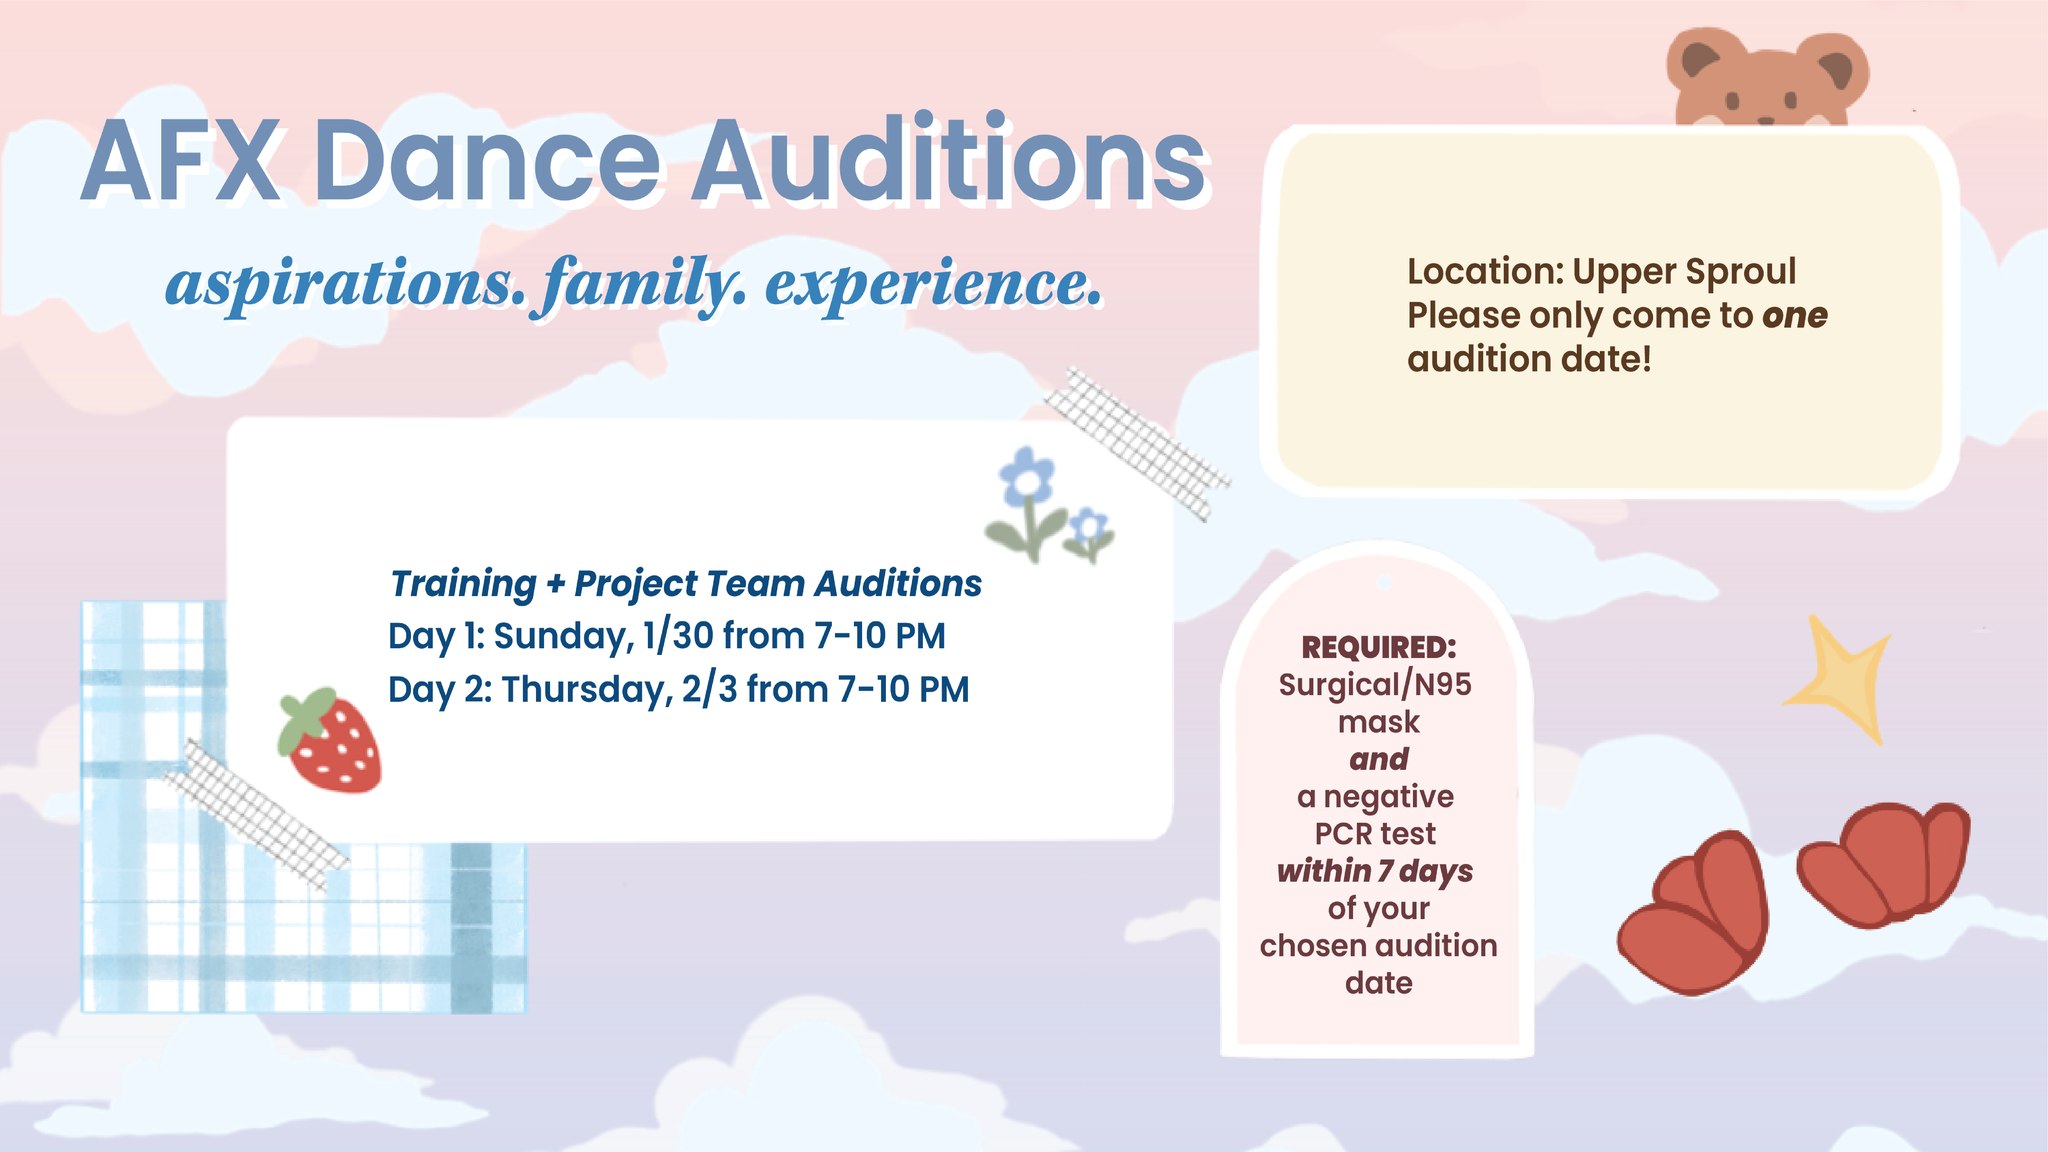 AFX Dance Auditions
aspirations. family. experience.
Location: Upper Sproul
Please only come to one
audition date!
Training + Project Team Auditions
Day 1: Sunday, 1/30 from 7-10 PM
Day 2: Thursday, 2/3 from 7-10 PM
REQUIRED:
Surgical/N95
mask
and
a negative
PCR test
within 7 days
of your
chosen audition
date